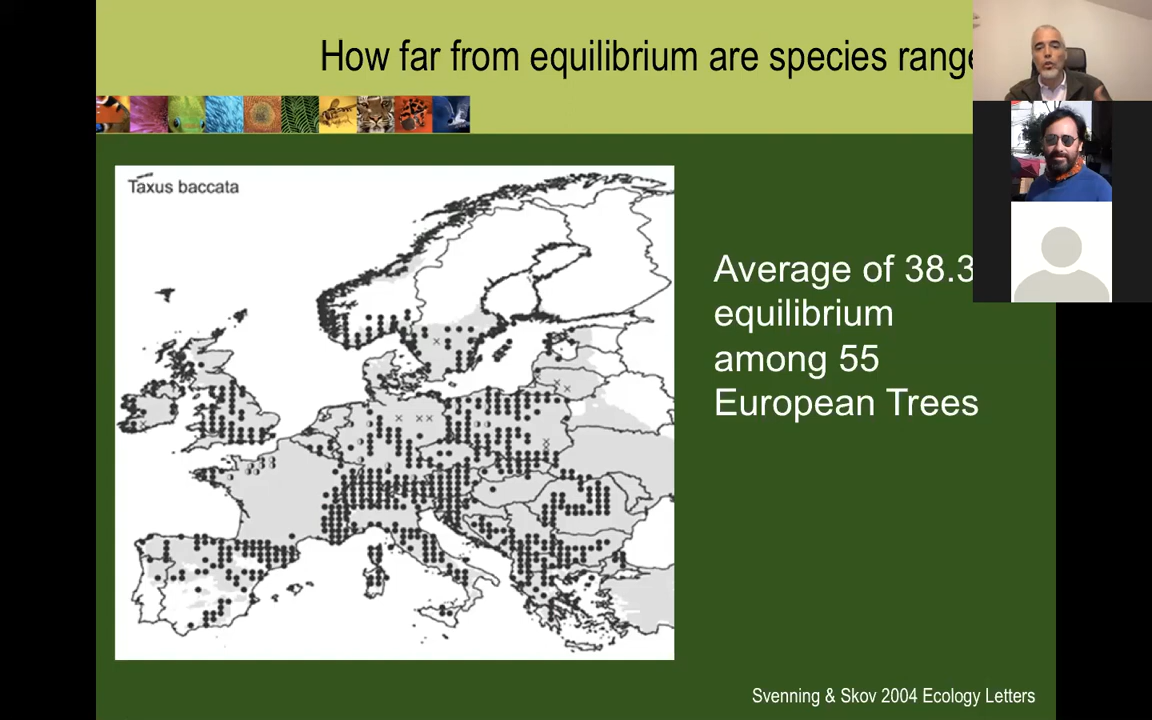 How far from equilibrium are species range
Taxus baccata
Average of 38.3
equilibrium
among 55
European Trees
Svenning & Skov 2004 Ecology Letters